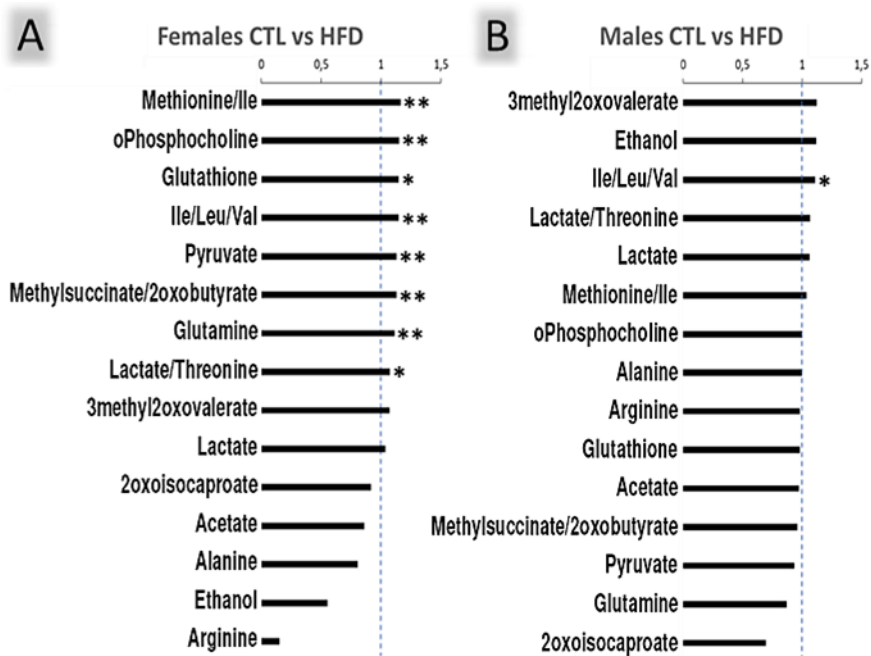 A
Females CTL vs HFD
0 0,5 1 1,5
Methionine/Ile **
oPhosphocholine **
Glutathione *
Ile/Leu/Val **
Pyruvate **
Methylsuccinate/2oxobutyrate **
Glutamine **
Lactate/Threonine *
3methyl2oxovalerate
Lactate
2oxoisocaproate
Acetate
Alanine
Ethanol
Arginine
B
Males CTL vs HFD
0 0,5 1 1,5
3methyl2oxovalerate
Ethanol
Ile/Leu/Val *
Lactate/Threonine
Lactate
Methionine/Ile
oPhosphocholine
Alanine
Arginine
Glutathione
Acetate
Methylsuccinate/2oxobutyrate
Pyruvate
Glutamine
2oxoisocaproate